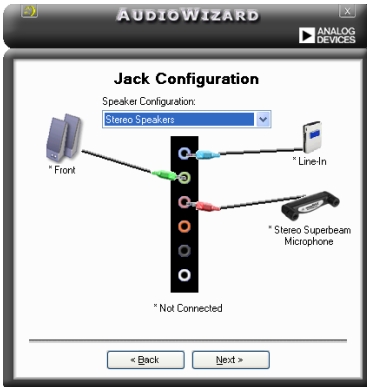 AUDIOWIZARD
X
ANALOG
DEVICES
Jack Configuration
Speaker Configuration:
Stereo Speakers
* Front
* Line-In
* Stereo Superbeam
Microphone
* Not Connected
« Back
Next »